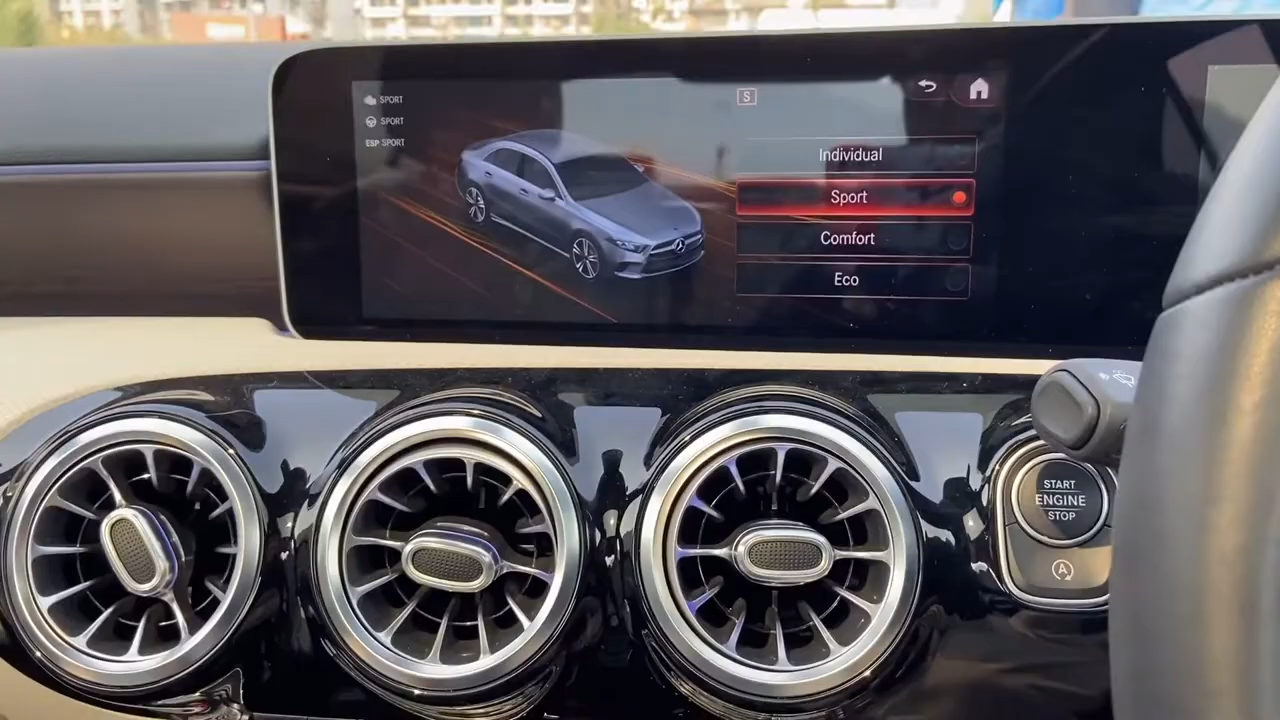 SPORT
SPORT
ESP SPORT
S
Individual
Sport
Comfort
Eco
START
ENGINE
STOP
A